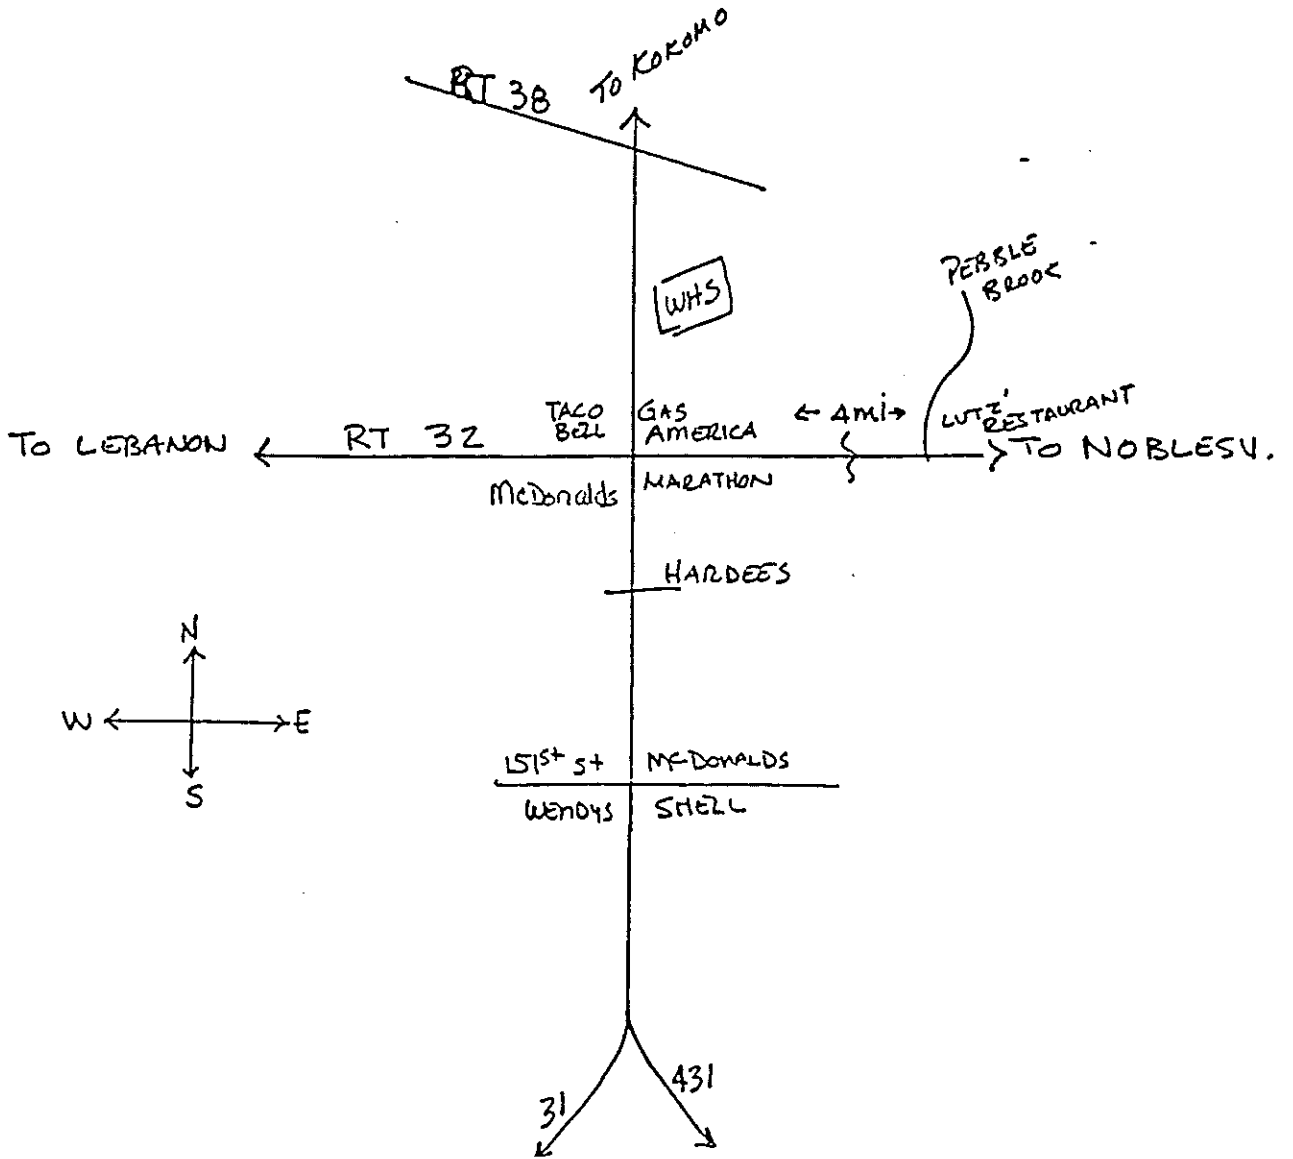 TO KOKOMO
RT 38
PEBBLE
BROOK
WHS
TACO
BELL
GAS
AMERICA
← 4mi →
LUTZ'
RESTAURANT
TO LEBANON
RT 32
TO NOBLESV.
McDonalds
MARATHON
HARDEES
N
W
E
S
151st St
McDONALDS
WENDYS
SHELL
31
431